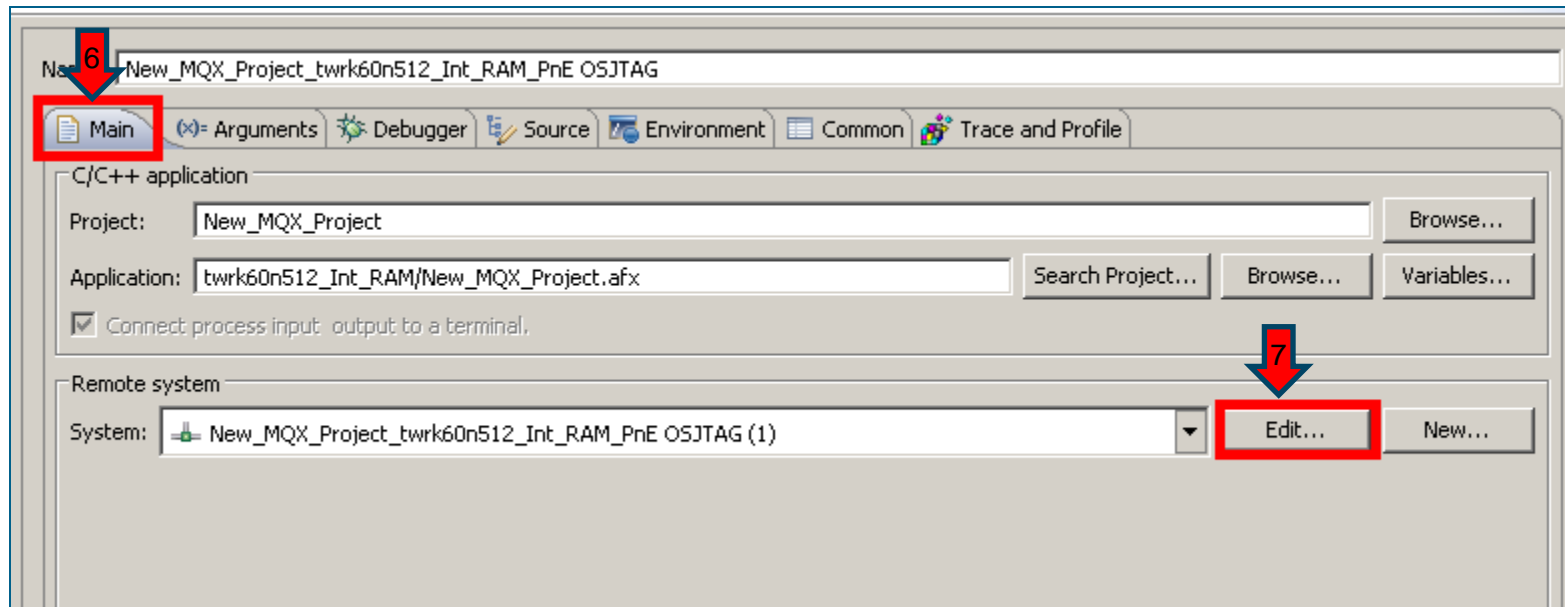 6
Na
New_MQX_Project_twrk60n512_Int_RAM_PnE OSJTAG
Main (x)= Arguments Debugger Source Environment Common Trace and Profile
C/C++ application
Project: New_MQX_Project Browse...
Application: twrk60n512_Int_RAM/New_MQX_Project.afx Search Project... Browse... Variables...
Connect process input output to a terminal.
7
Remote system
System: New_MQX_Project_twrk60n512_Int_RAM_PnE OSJTAG (1) Edit... New...